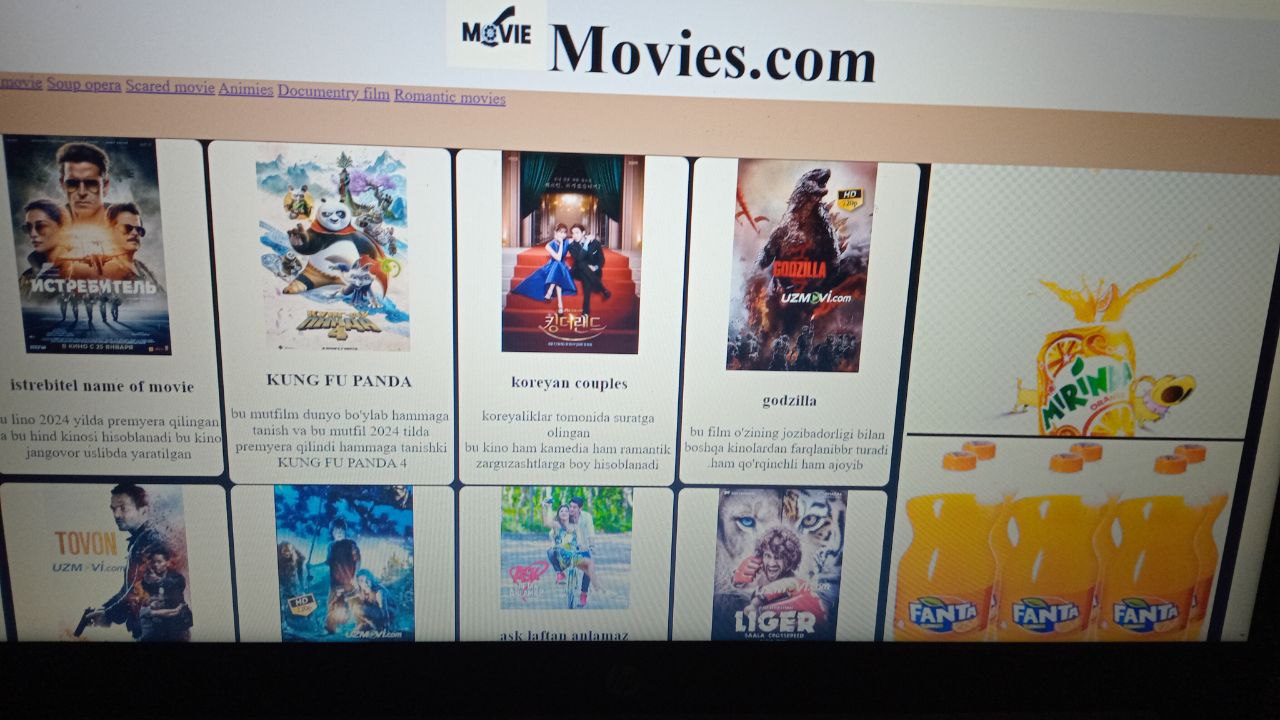 MOVIE
Movies.com
movie Soup opera Scared movie Animies Documentry film Romantic movies
ИСТРЕБИТЕЛЬ
В КИНО С 25 ЯНВАРЯ
istrebitel name of movie
u lino 2024 yilda premyera qilingan
a bu hind kinosi hisoblanadi bu kino
jangovor uslibda yaratilgan
4
KUNG FU PANDA
bu mutfilm dunyo bo'ylab hammaga
tanish va bu mutfil 2024 tilda
premyera qilindi hammaga tanishki
KUNG FU PANDA 4
킹더랜드
koreyan couples
koreyaliklar tomonida suratga
olingan
bu kino ham kamedia ham ramantik
zarguzashtlarga boy hisoblanadi
HD
720p
GODZILLA
UZMOVi.com
godzilla
bu film o'zining jozibadorligi bilan
boshqa kinolardan farqlanibbr turadi
.ham qo'rqinchli ham ajoyib
MIRINDA
ORANGE
TOVON
UZMOVi.com
HD
720p
UZMOVi.com
ask laftan anlamaz
LIGER
SAALA CROSSBREED
FANTA
FANTA
FANTA